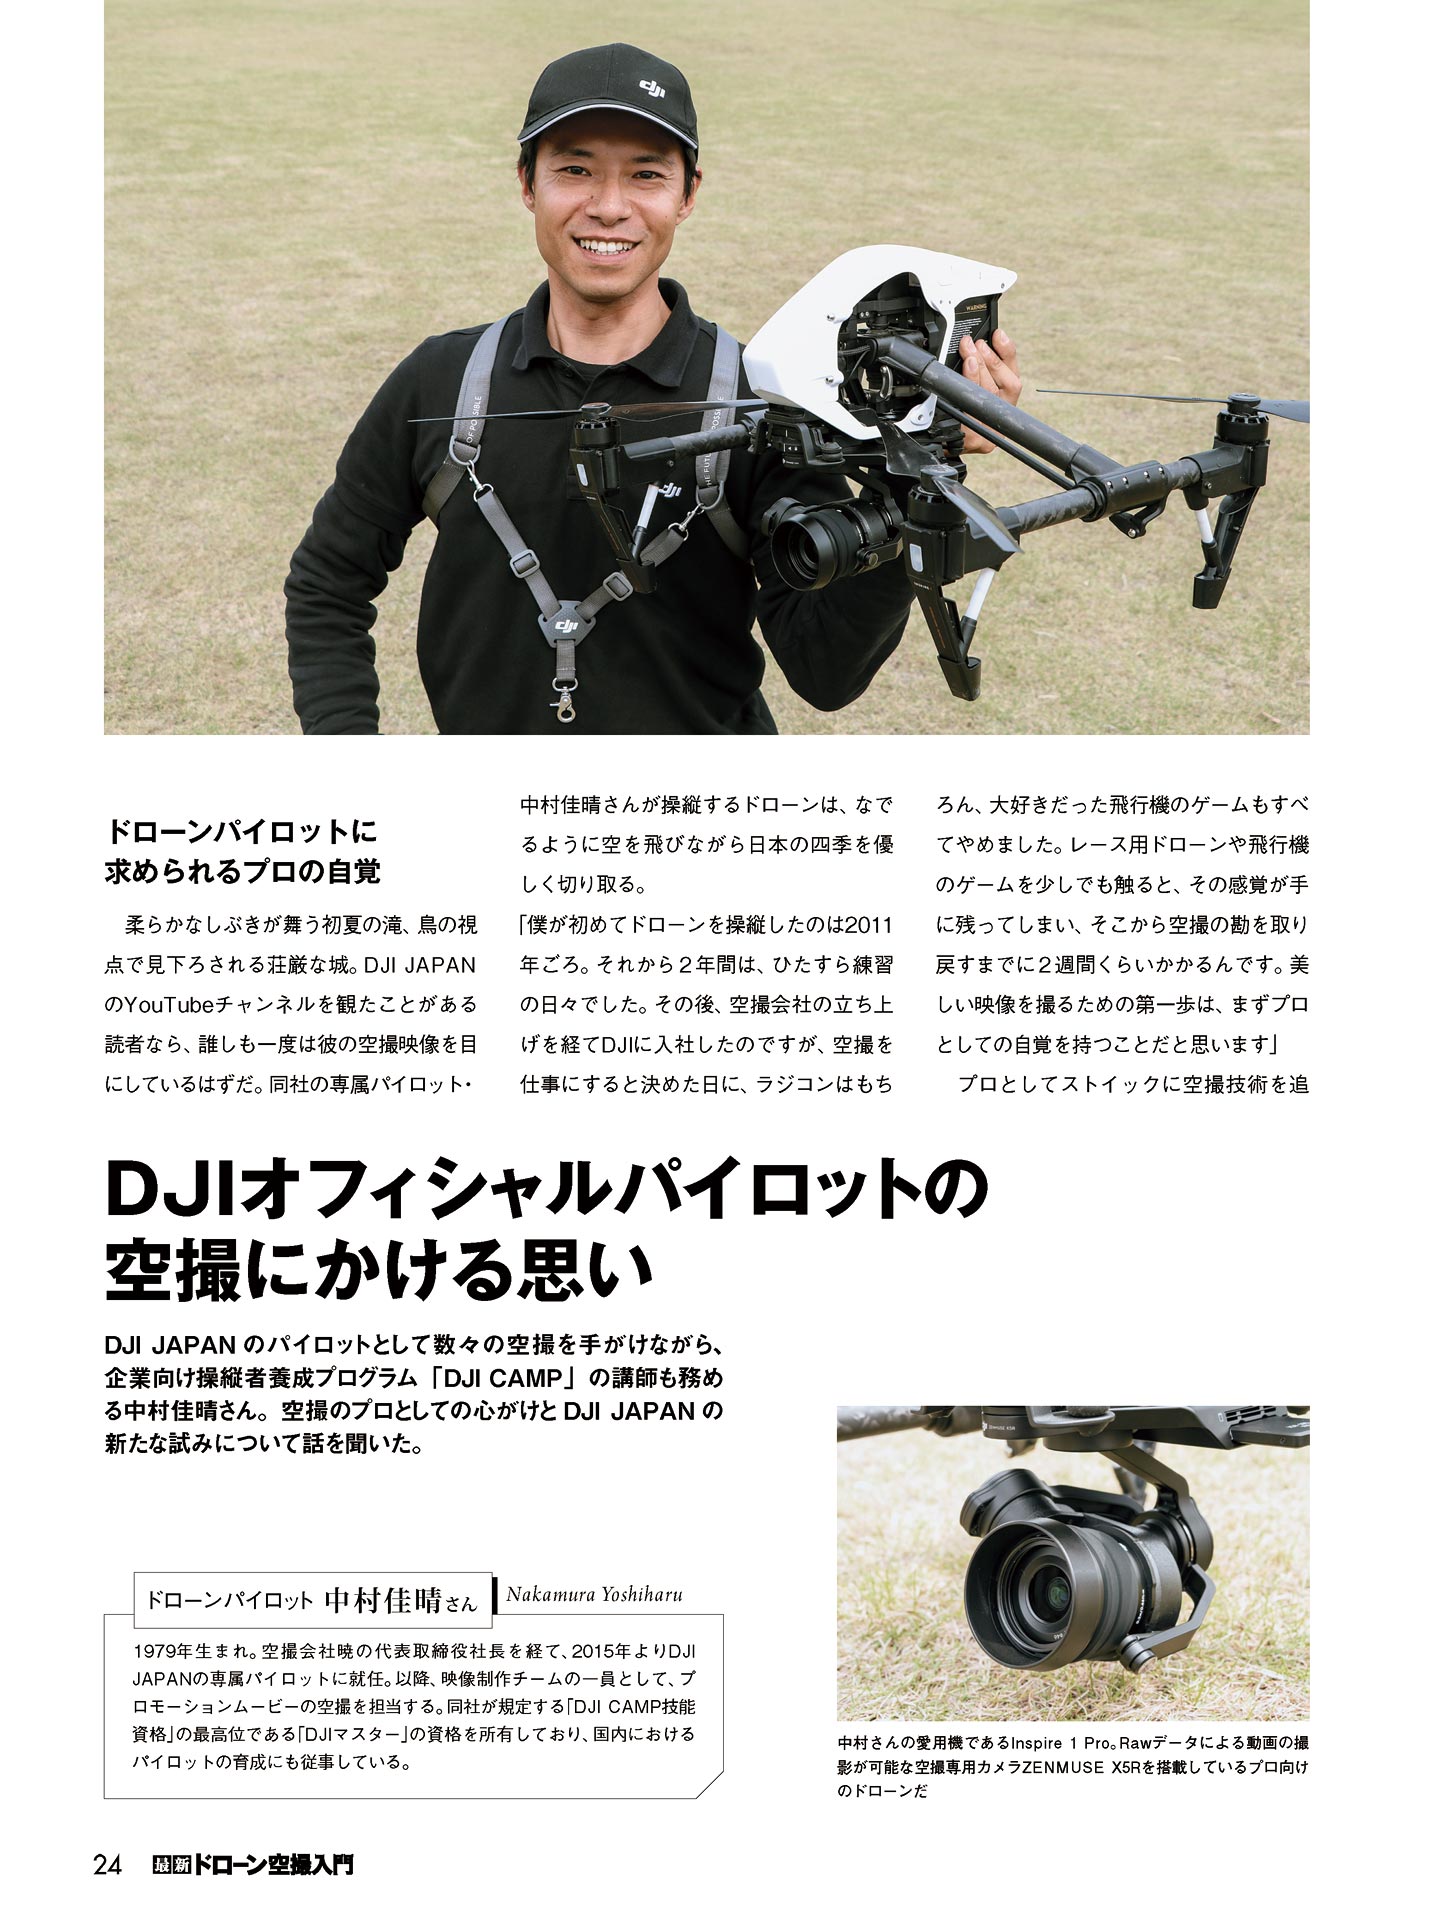 dji
WARNING
OF POSSIBLE
dji
dji
ドローンパイロットに
求められるプロの自覚
柔らかなしぶきが舞う初夏の滝、鳥の視
点で見下ろされる荘厳な城。DJI JAPAN
のYouTubeチャンネルを観たことがある
読者なら、誰しも一度は彼の空撮映像を目
にしているはずだ。同社の専属パイロット・
中村佳晴さんが操縦するドローンは、なで
るように空を飛びながら日本の四季を優
しく切り取る。
「僕が初めてドローンを操縦したのは2011
年ごろ。それから2年間は、ひたすら練習
の日々でした。その後、空撮会社の立ち上
げを経てDJIに入社したのですが、空撮を
仕事にすると決めた日に、ラジコンはもち
ろん、大好きだった飛行機のゲームもすべ
てやめました。レース用ドローンや飛行機
のゲームを少しでも触ると、その感覚が手
に残ってしまい、そこから空撮の勘を取り
戻すまでに2週間くらいかかるんです。美
しい映像を撮るための第一歩は、まずプロ
としての自覚を持つことだと思います」
プロとしてストイックに空撮技術を追
DJIオフィシャルパイロットの
空撮にかける思い
DJI JAPAN のパイロットとして数々の空撮を手がけながら、
企業向け操縦者養成プログラム「DJI CAMP」の講師も務め
る中村佳晴さん。空撮のプロとしての心がけと DJI JAPAN の
新たな試みについて話を聞いた。
ドローンパイロット 中村佳晴さん
Nakamura Yoshiharu
1979年生まれ。空撮会社暁の代表取締役社長を経て、2015年よりDJI
JAPANの専属パイロットに就任。以降、映像制作チームの一員として、プ
ロモーションムービーの空撮を担当する。同社が規定する「DJI CAMP技能
資格」の最高位である「DJIマスター」の資格を所有しており、国内における
パイロットの育成にも従事している。
中村さんの愛用機であるInspire 1 Pro。Rawデータによる動画の撮
影が可能な空撮専用カメラZENMUSE X5Rを搭載しているプロ向け
のドローンだ
24 最新ドローン空撮入門